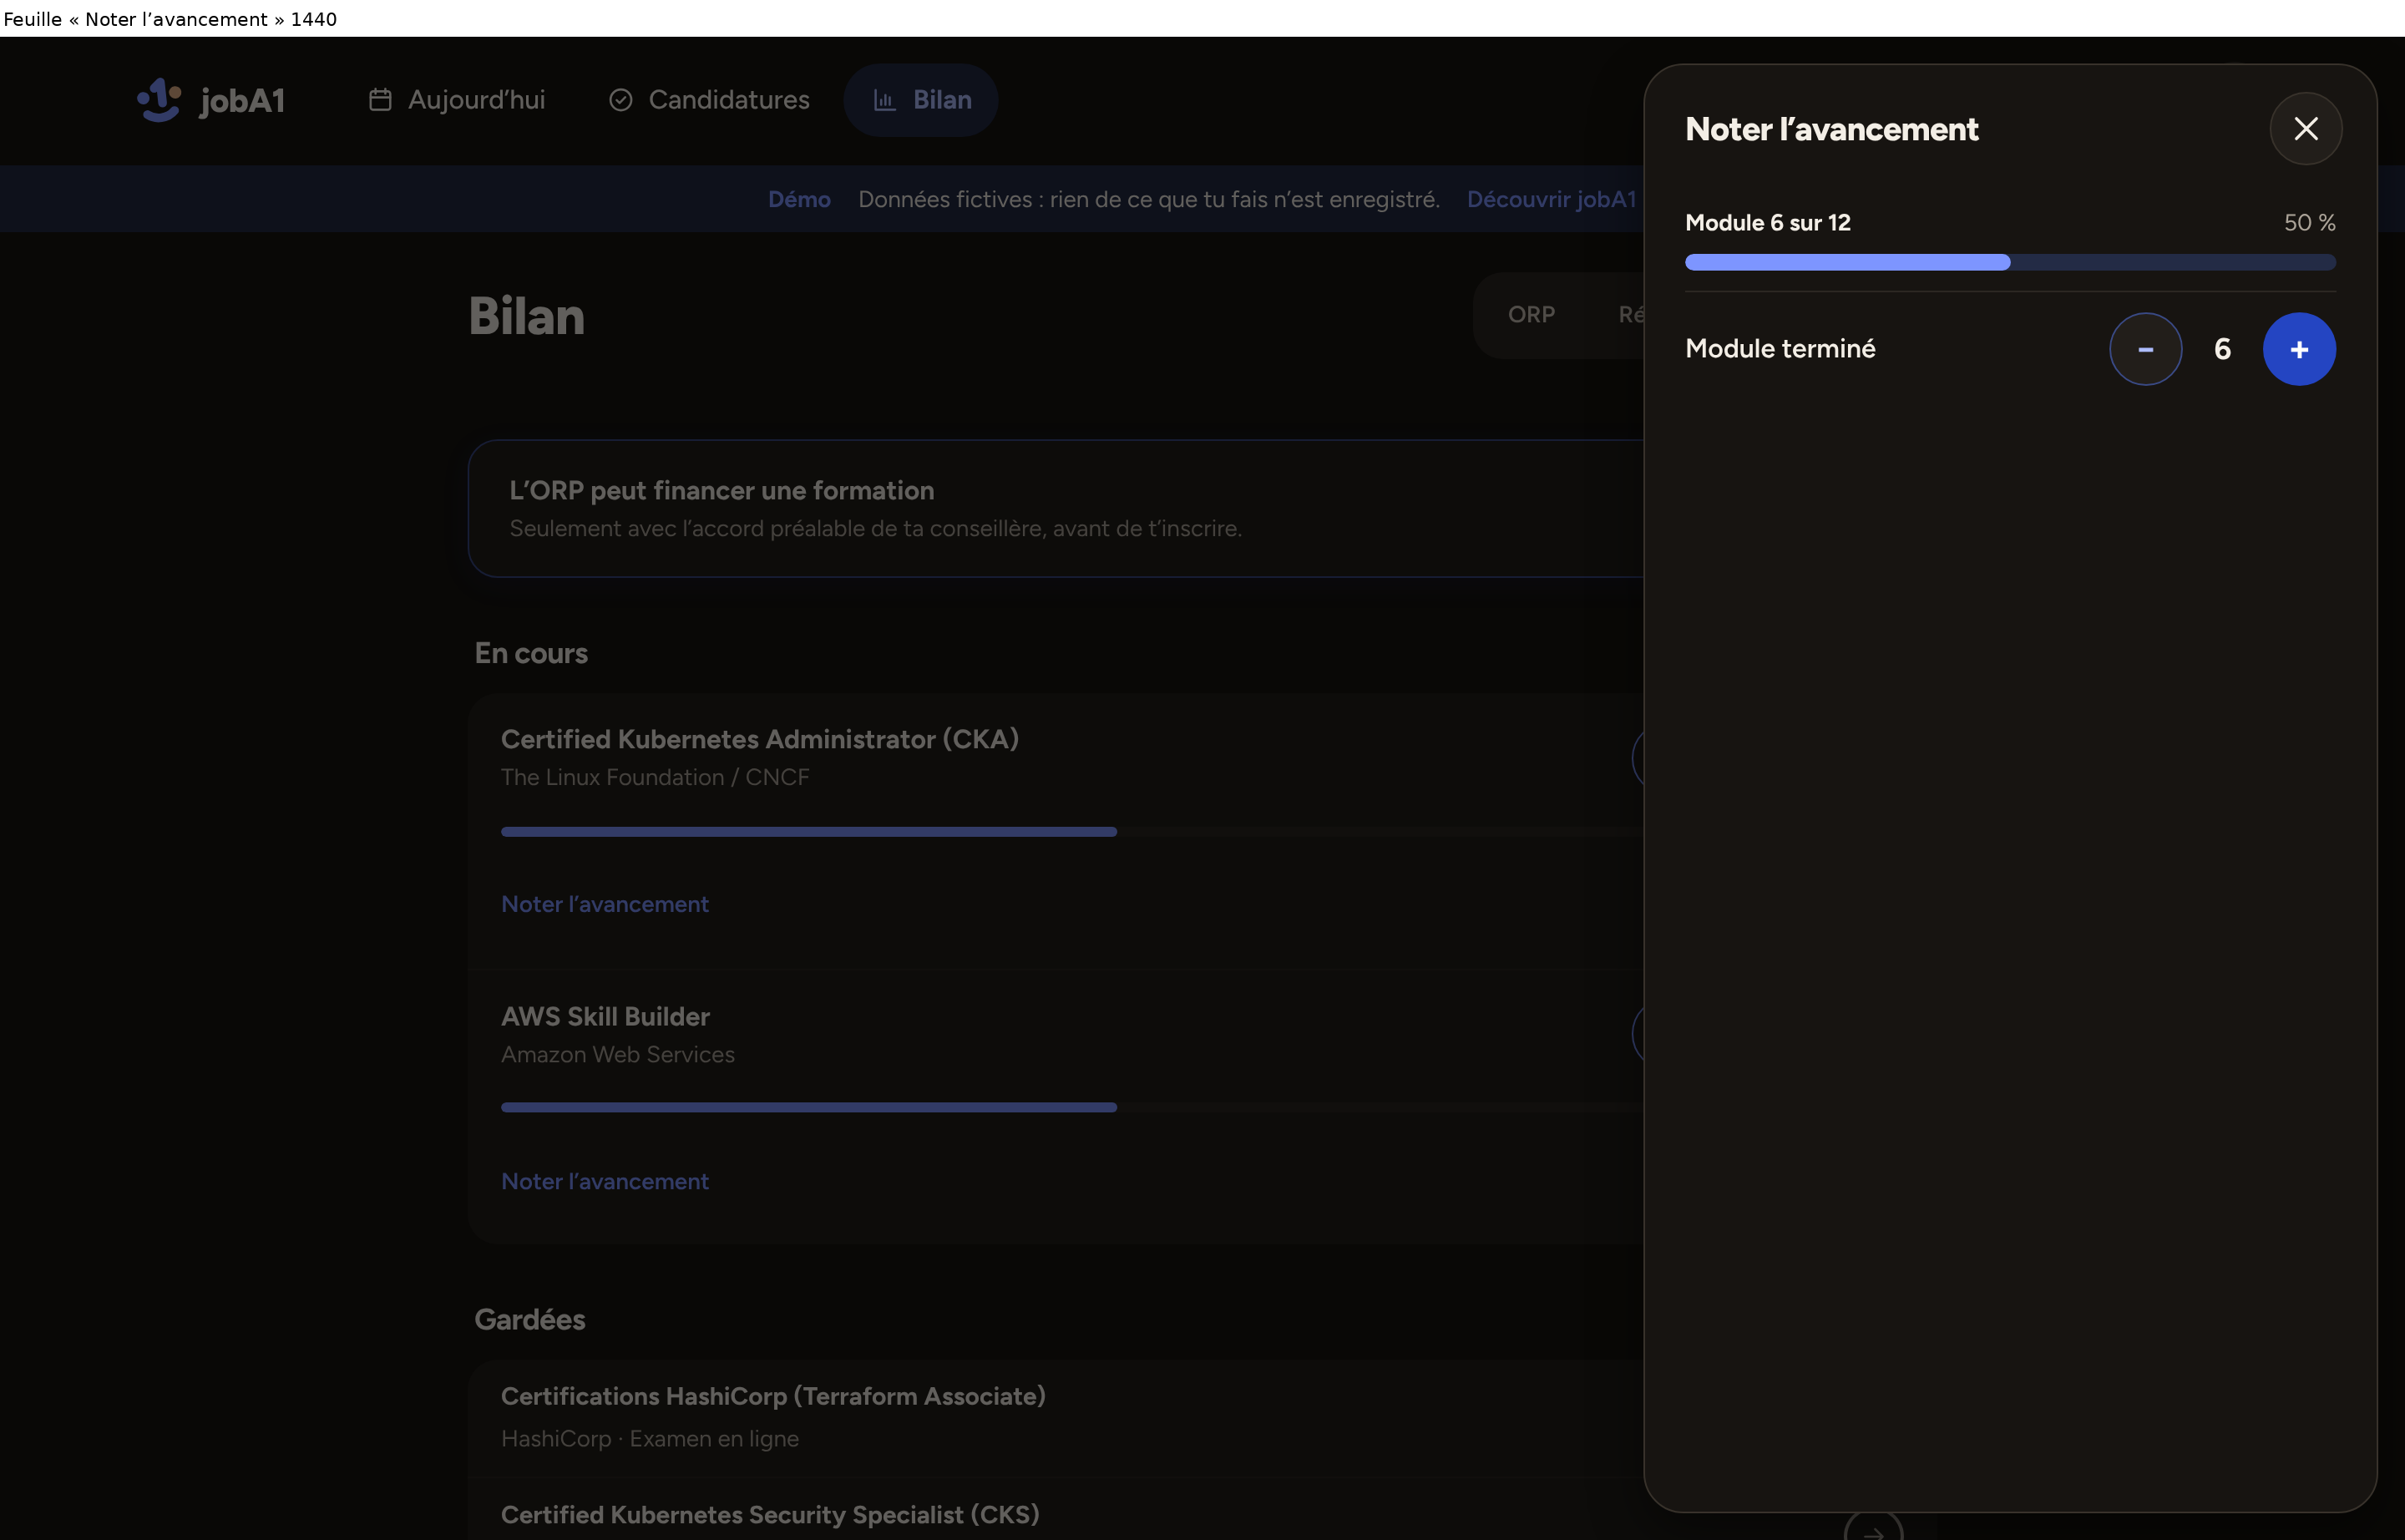 Feuille « Noter l’avancement » 1440
jobA1
Aujourd’hui
Candidatures
Bilan
Démo Données fictives : rien de ce que tu fais n’est enregistré. Découvrir jobA1
Bilan
ORP
L’ORP peut financer une formation
Seulement avec l’accord préalable de ta conseillère, avant de t’inscrire.
En cours
Certified Kubernetes Administrator (CKA)
The Linux Foundation / CNCF
Noter l’avancement
AWS Skill Builder
Amazon Web Services
Noter l’avancement
Gardées
Certifications HashiCorp (Terraform Associate)
HashiCorp · Examen en ligne
Certified Kubernetes Security Specialist (CKS)
Noter l’avancement
Module 6 sur 12
50 %
Module terminé
− 6 +